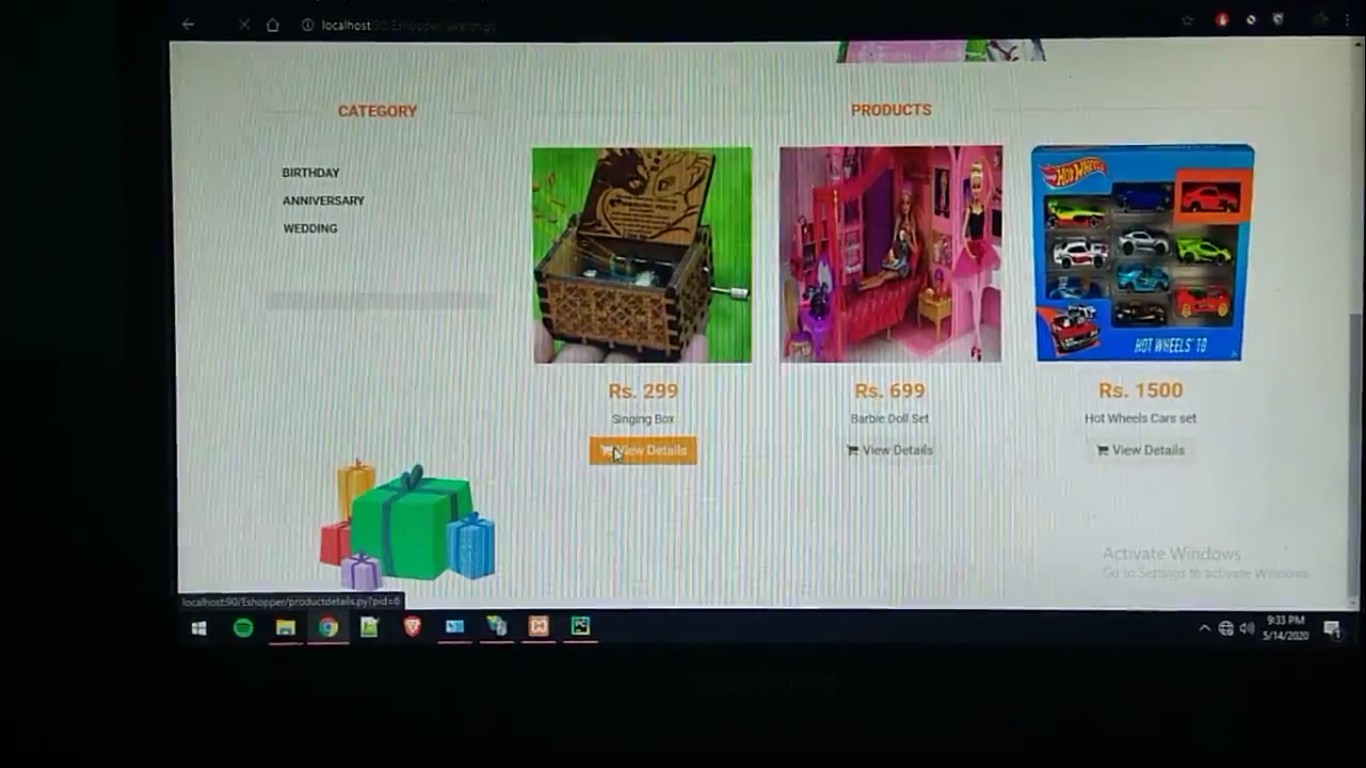 localhost:90/Eshopper/search.py
CATEGORY
PRODUCTS
BIRTHDAY
ANNIVERSARY
WEDDING
HOT WHEELS
HOT WHEELS' 10
Rs. 299
Rs. 699
Rs. 1500
Singing Box
Barbie Doll Set
Hot Wheels Cars set
View Details
View Details
View Details
Activate Windows
Go to Settings to activate Windows.
localhost:90/Eshopper/productdetails.py?pid=6
9:33 PM
5/14/2020